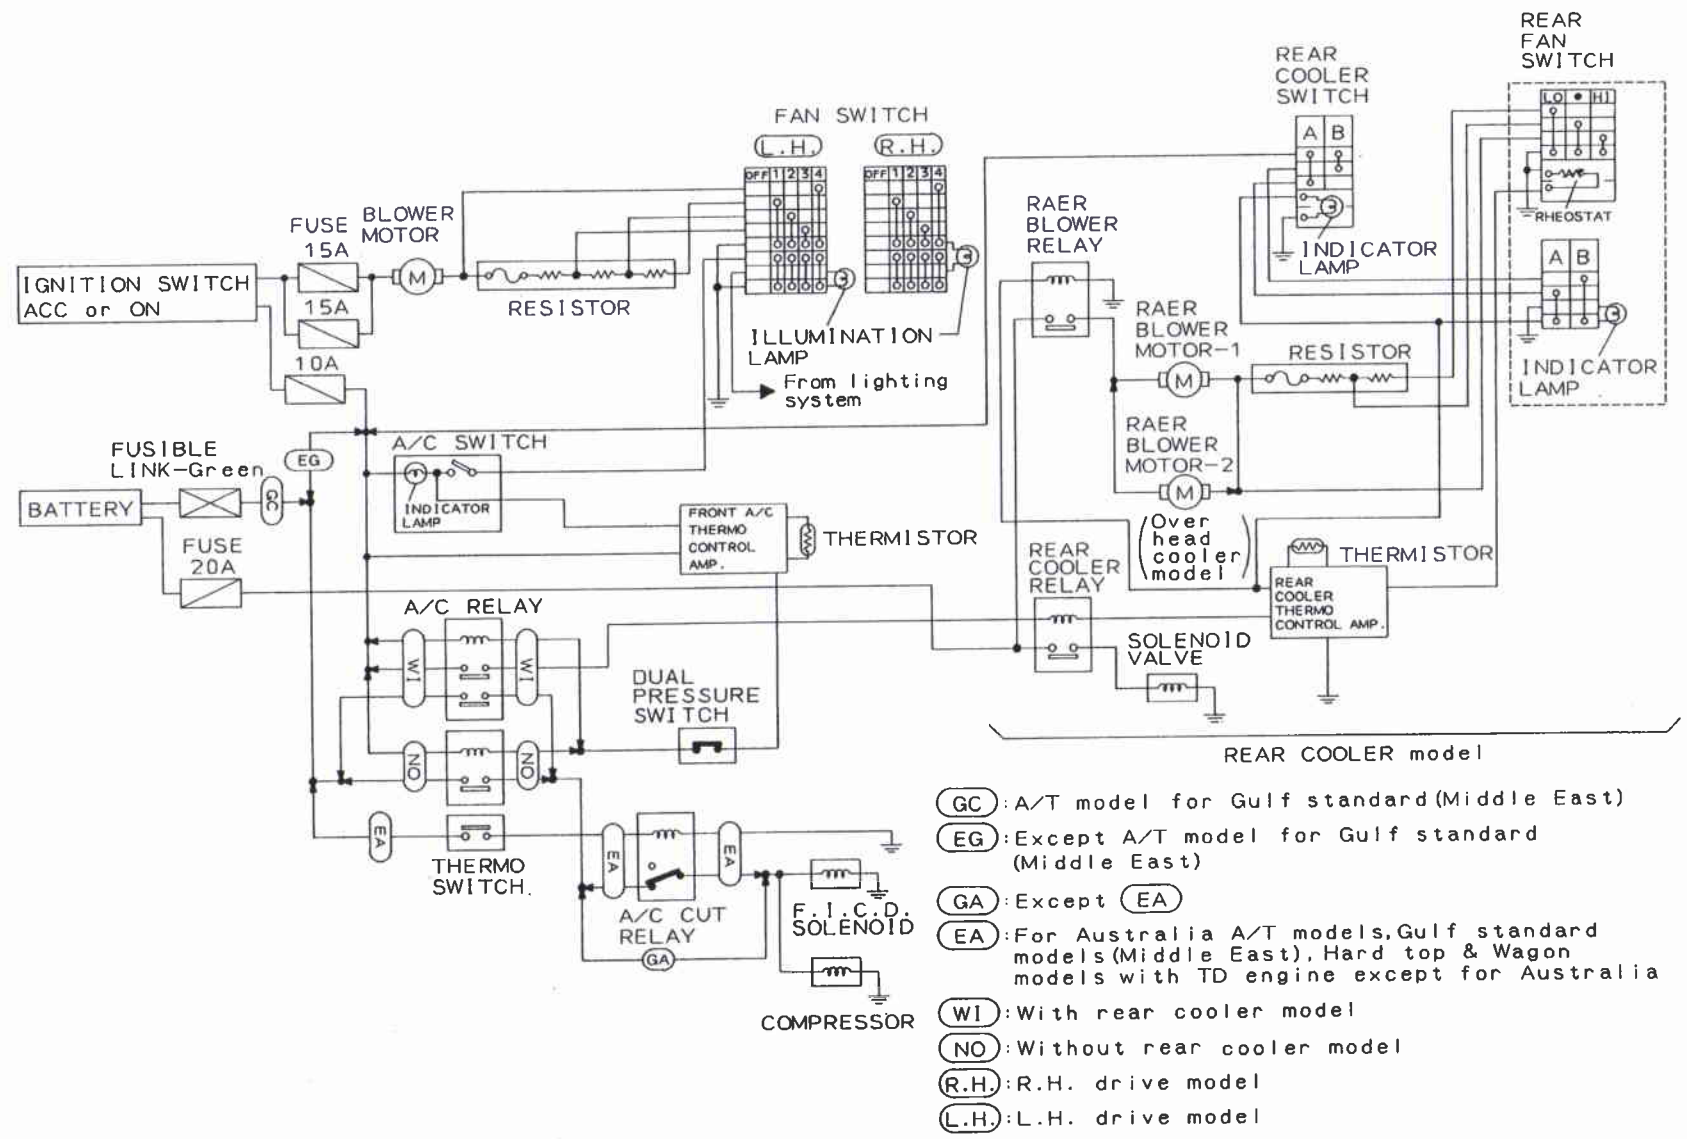 REAR
FAN
SWITCH
REAR
COOLER
SWITCH
LO • HI
FAN SWITCH
L.H.
R.H.
A B
OFF 1 2 3 4
OFF 1 2 3 4
RHEOSTAT
RAER
BLOWER
RELAY
FUSE
15A
BLOWER
MOTOR
M
INDICATOR
LAMP
A B
IGNITION SWITCH
ACC or ON
15A
RESISTOR
RAER
BLOWER
MOTOR-1
RESISTOR
ILLUMINATION
LAMP
10A
M
INDICATOR
LAMP
From lighting
system
A/C SWITCH
RAER
BLOWER
MOTOR-2
M
FUSIBLE
LINK-Green
EG
GC
BATTERY
INDICATOR
LAMP
FRONT A/C
THERMO
CONTROL
AMP.
THERMISTOR
(Over
head
cooler
model)
FUSE
20A
REAR
COOLER
RELAY
THERMISTOR
REAR
COOLER
THERMO
CONTROL AMP.
A/C RELAY
WI
WI
SOLENOID
VALVE
DUAL
PRESSURE
SWITCH
NO
NO
REAR COOLER model
EA
THERMO
SWITCH.
EA
EA
A/C CUT
RELAY
GA
F.I.C.D.
SOLENOID
COMPRESSOR
GC:A/T model for Gulf standard(Middle East)
EG:Except A/T model for Gulf standard
(Middle East)
GA:Except EA
EA:For Australia A/T models,Gulf standard
models(Middle East),Hard top & Wagon
models with TD engine except for Australia
WI:With rear cooler model
NO:Without rear cooler model
R.H.:R.H. drive model
L.H.:L.H. drive model